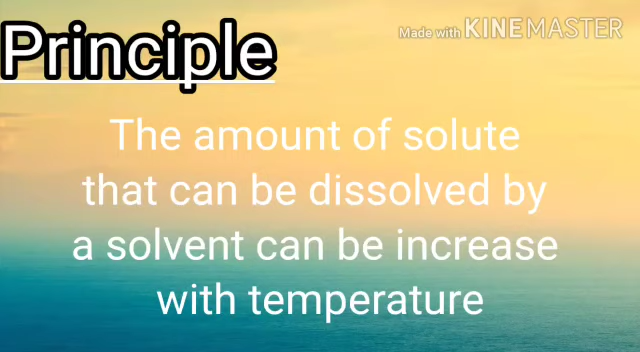 Principle
Made with KINEMASTER
The amount of solute
that can be dissolved by
a solvent can be increase
with temperature